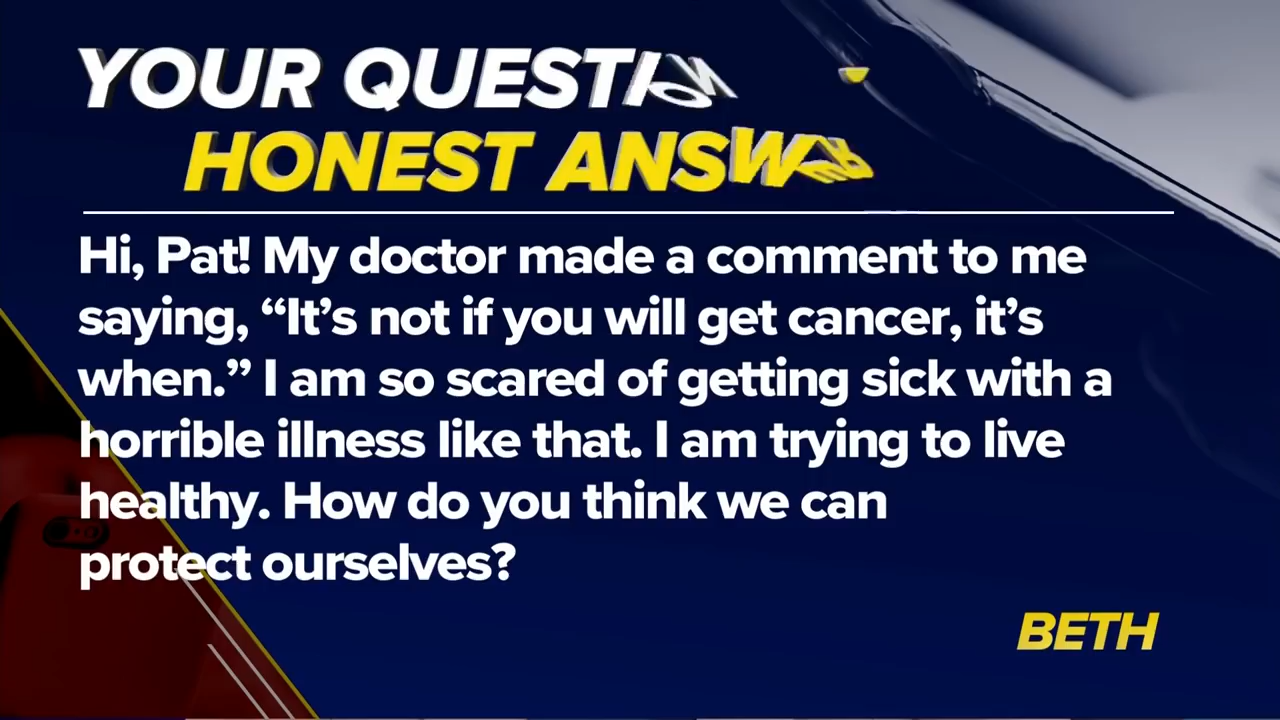 YOUR QUESTION
HONEST ANSWER
Hi, Pat! My doctor made a comment to me
saying, “It’s not if you will get cancer, it’s
when.” I am so scared of getting sick with a
horrible illness like that. I am trying to live
healthy. How do you think we can
protect ourselves?
BETH